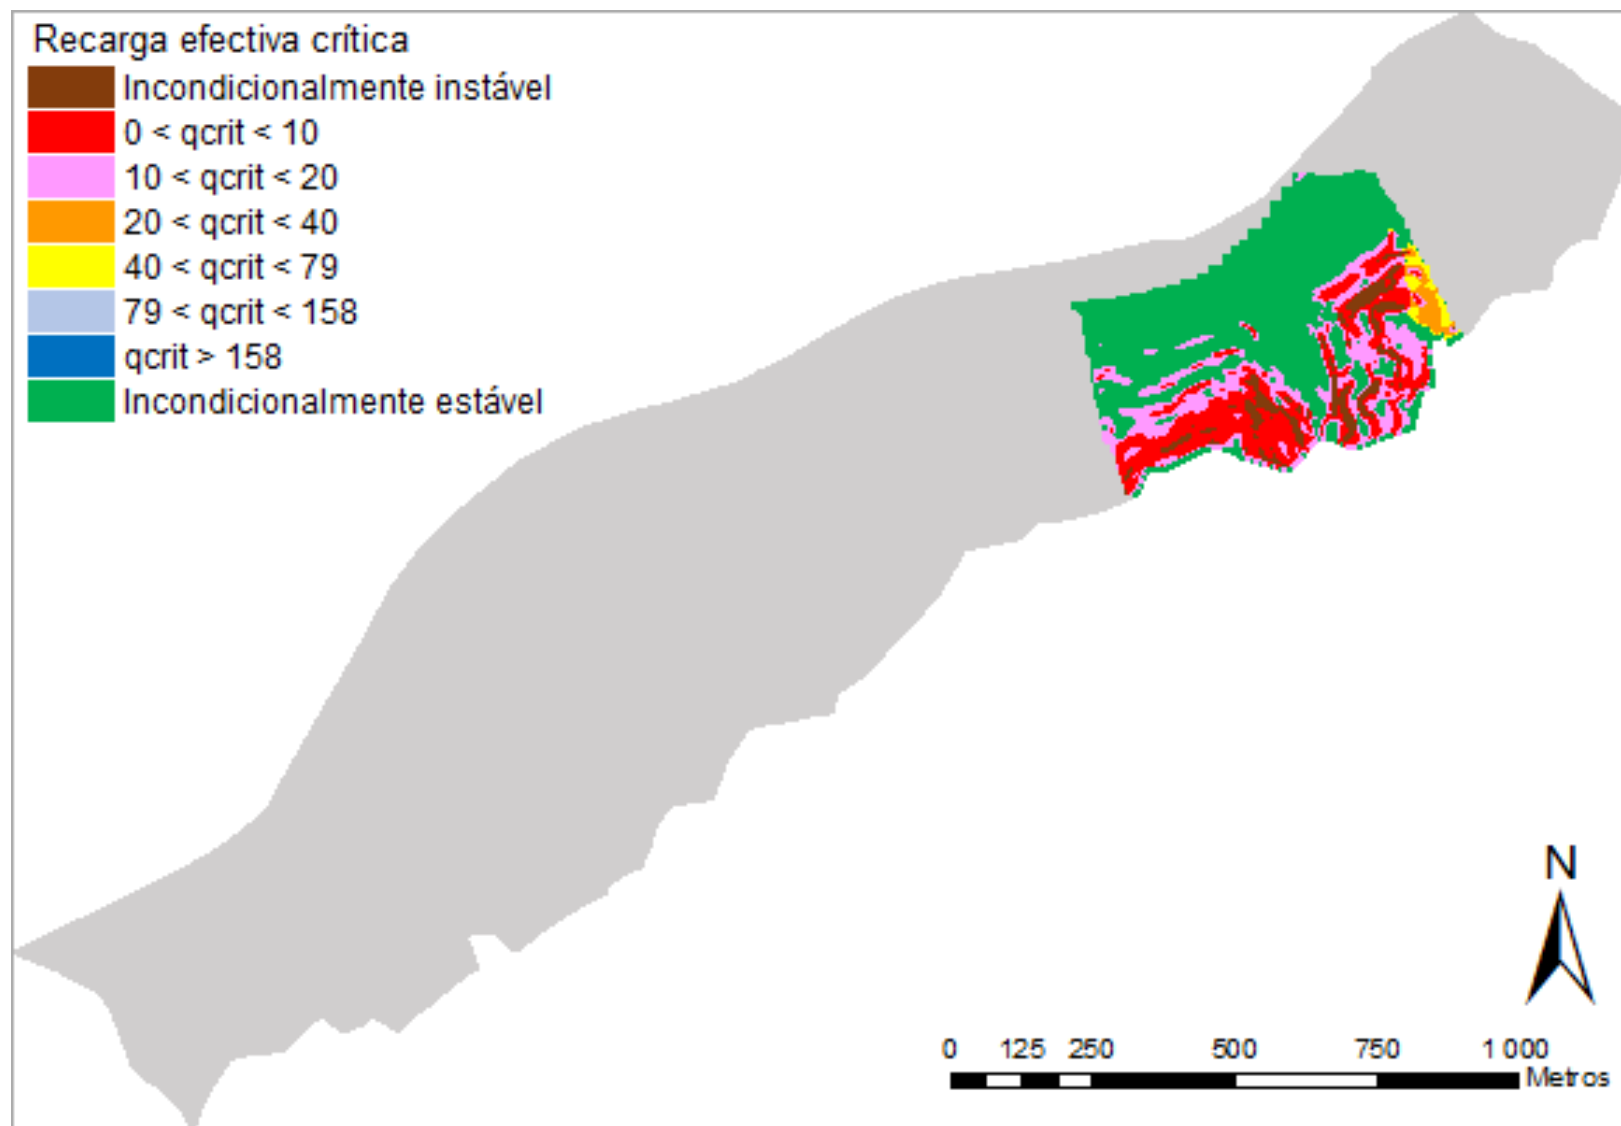 Recarga efectiva crítica
Incondicionalmente instável
0 < qcrit < 10
10 < qcrit < 20
20 < qcrit < 40
40 < qcrit < 79
79 < qcrit < 158
qcrit > 158
Incondicionalmente estável
N
0 125 250 500 750 1 000
Metros